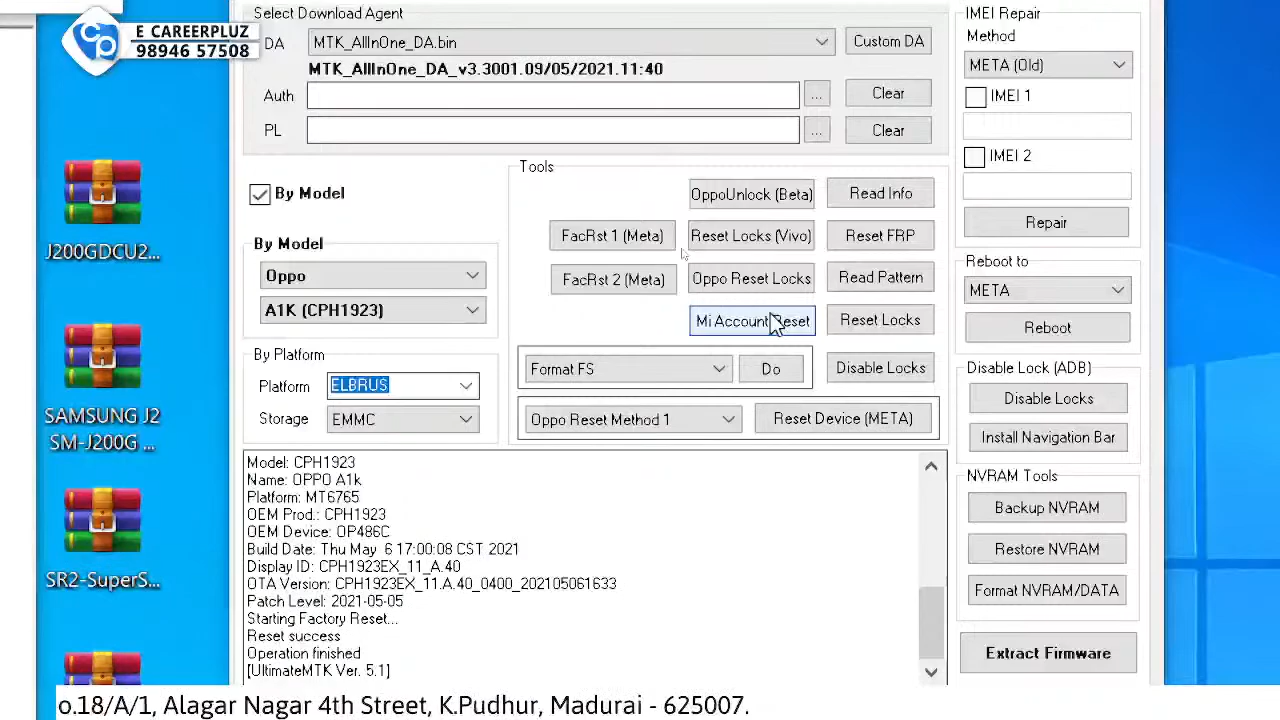 E CAREERPLUZ
98946 57508
cp
J200GDCU2...
SAMSUNG J2
SM-J200G ...
SR2-SuperS...
Select Download Agent
DA
MTK_AllInOne_DA.bin
Custom DA
MTK_AllInOne_DA_v3.3001.09/05/2021.11:40
Auth
...
Clear
PL
...
Clear
By Model
By Model
Oppo
A1K (CPH1923)
By Platform
Platform
ELBRUS
Storage
EMMC
Tools
OppoUnlock (Beta)
Read Info
FacRst 1 (Meta)
Reset Locks (Vivo)
Reset FRP
FacRst 2 (Meta)
Oppo Reset Locks
Read Pattern
Mi Account Reset
Reset Locks
Format FS
Do
Disable Locks
Oppo Reset Method 1
Reset Device (META)
Model: CPH1923
Name: OPPO A1k
Platform: MT6765
OEM Prod.: CPH1923
OEM Device: OP486C
Build Date: Thu May 6 17:00:08 CST 2021
Display ID: CPH1923EX_11_A.40
OTA Version: CPH1923EX_11.A.40_0400_202105061633
Patch Level: 2021-05-05
Starting Factory Reset...
Reset success
Operation finished
[UltimateMTK Ver. 5.1]
IMEI Repair
Method
META (Old)
IMEI 1
IMEI 2
Repair
Reboot to
META
Reboot
Disable Lock (ADB)
Disable Locks
Install Navigation Bar
NVRAM Tools
Backup NVRAM
Restore NVRAM
Format NVRAM/DATA
Extract Firmware
o.18/A/1, Alagar Nagar 4th Street, K.Pudhur, Madurai - 625007.